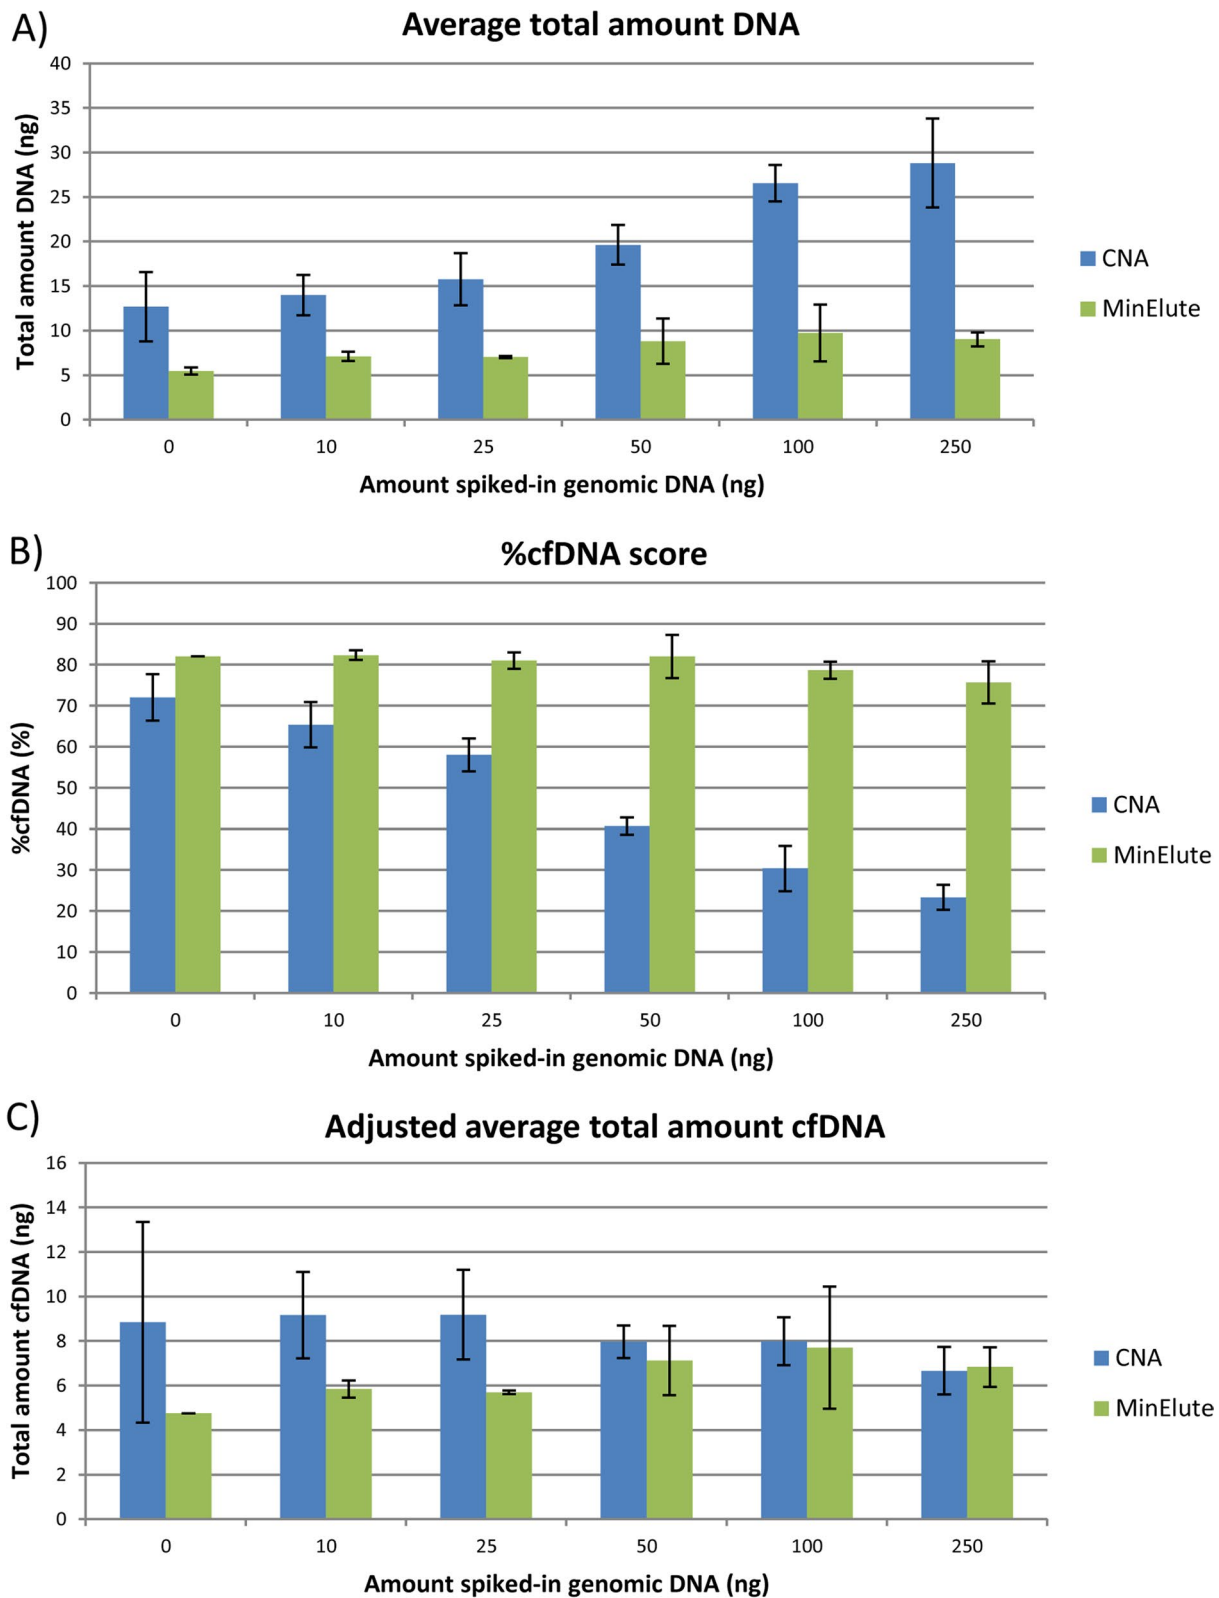 A)
Average total amount DNA
Total amount DNA (ng)
40
35
30
25
20
15
10
5
0
0 10 25 50 100 250
Amount spiked-in genomic DNA (ng)
CNA
MinElute
B)
%cfDNA score
%cfDNA (%)
100
90
80
70
60
50
40
30
20
10
0
0 10 25 50 100 250
Amount spiked-in genomic DNA (ng)
CNA
MinElute
C)
Adjusted average total amount cfDNA
Total amount cfDNA (ng)
16
14
12
10
8
6
4
2
0
0 10 25 50 100 250
Amount spiked-in genomic DNA (ng)
CNA
MinElute